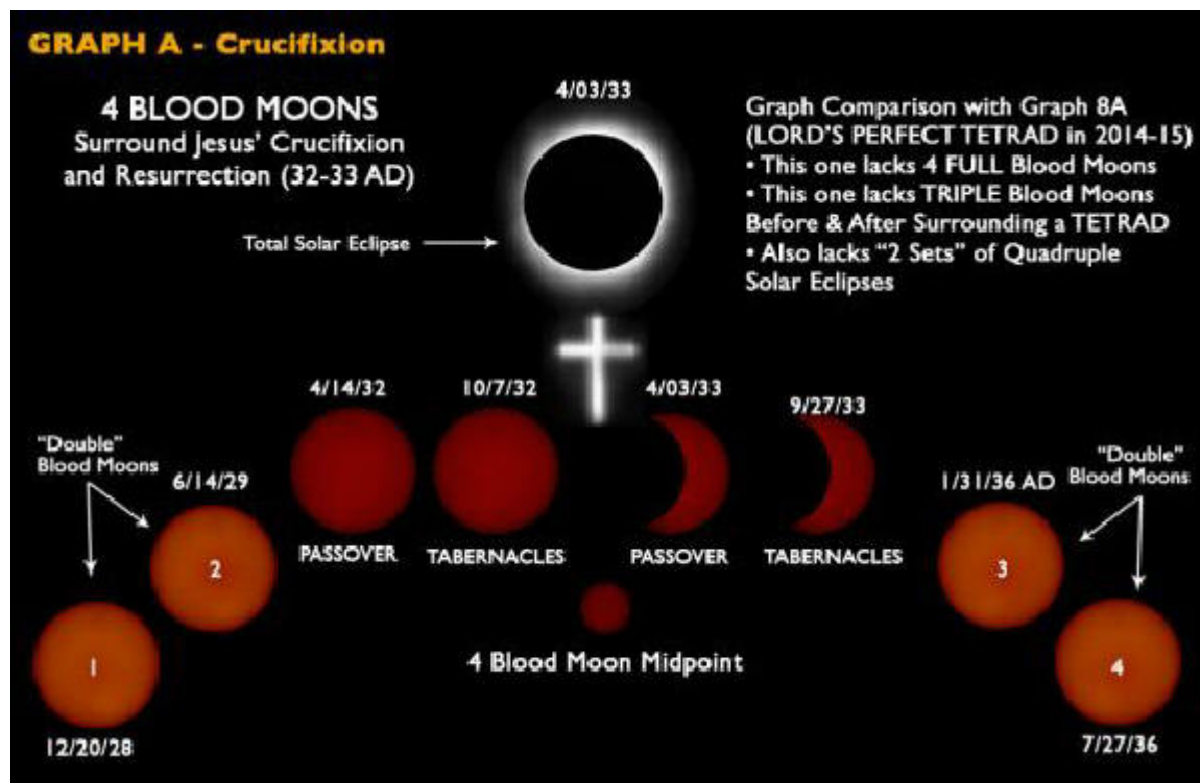 GRAPH A - Crucifixion
4 BLOOD MOONS
Surround Jesus' Crucifixion
and Resurrection (32-33 AD)
4/03/33
Total Solar Eclipse
Graph Comparison with Graph 8A
(LORD'S PERFECT TETRAD in 2014-15)
• This one lacks 4 FULL Blood Moons
• This one lacks TRIPLE Blood Moons
Before & After Surrounding a TETRAD
• Also lacks "2 Sets" of Quadruple
Solar Eclipses
"Double"
Blood Moons
6/14/29
2
1
12/20/28
4/14/32
PASSOVER
10/7/32
TABERNACLES
4/03/33
PASSOVER
9/27/33
TABERNACLES
4 Blood Moon Midpoint
"Double"
Blood Moons
1/31/36 AD
3
4
7/27/36